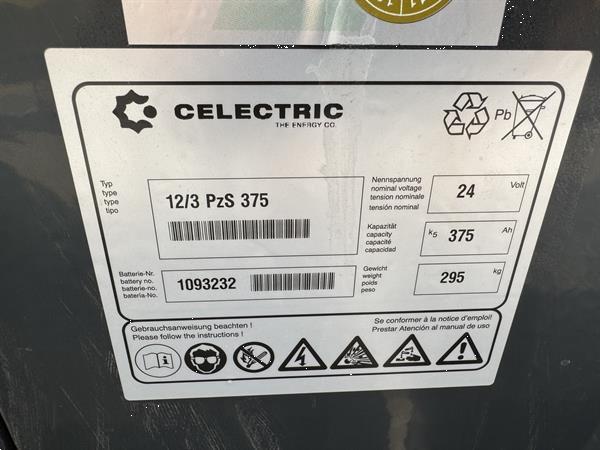 CELECTRIC
THE ENERGY CO.
Pb
Typ
type
type
tipo
12/3 PzS 375
Nennspannung
nominal voltage
tension nominale
tensión nominal
24 Volt
Kapazität
capacity
capacité
capacidad
k5 375 Ah
Batterie-Nr.
battery no.
batterie-no.
batería-No.
1093232
Gewicht
weight
poids
peso
295 kg
Gebrauchsanweisung beachten !
Please follow the instructions !
Se conformer à la notice d'emploi!
Prestar Atención al manual de uso